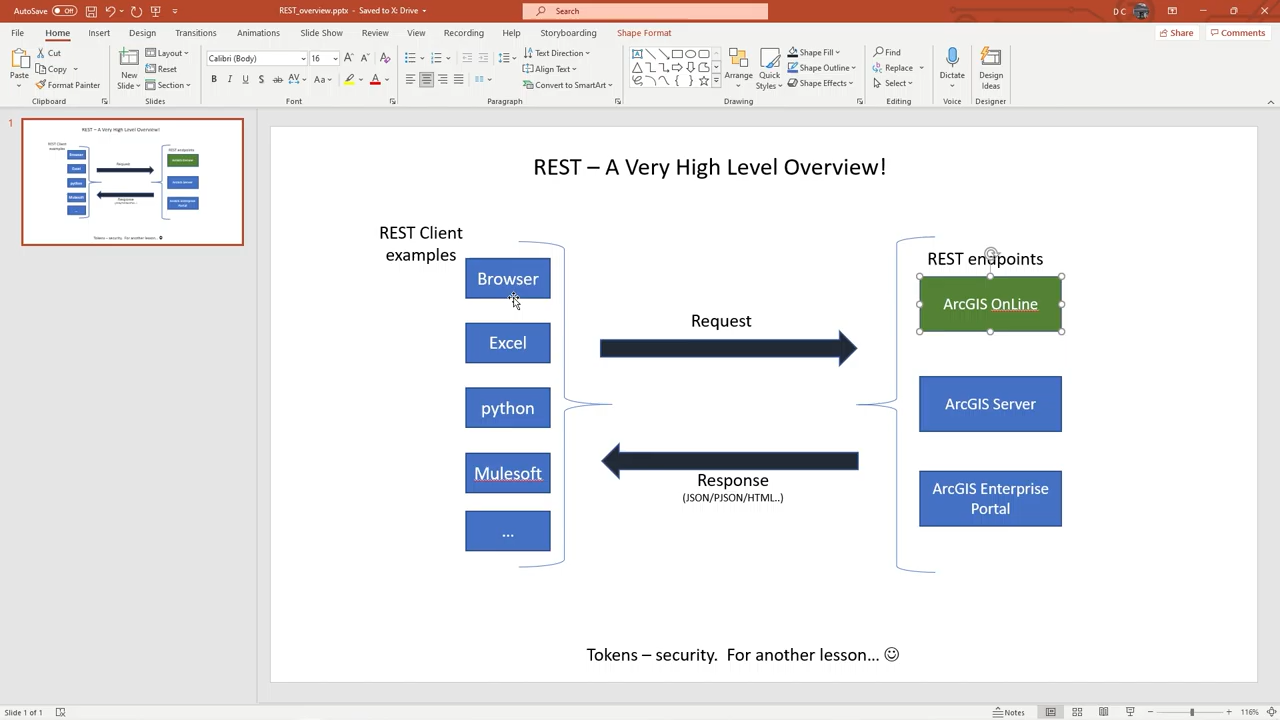 AutoSave Off
REST_overview.pptx - Saved to X: Drive
Search
D C
File Home Insert Design Transitions Animations Slide Show Review View Recording Help Storyboarding Shape Format
Share Comments
Paste
Cut
Copy
Format Painter
Clipboard
New
Slide
Layout
Reset
Section
Slides
Calibri (Body) 16
Font
Text Direction
Align Text
Convert to SmartArt
Paragraph
Arrange
Quick
Styles
Shape Fill
Shape Outline
Shape Effects
Drawing
Find
Replace
Select
Editing
Dictate
Voice
Design
Ideas
Designer
1
REST – A Very High Level Overview!
REST Client
examples
Browser
Excel
python
Mulesoft
...
Request
Response
(JSON/PJSON/HTML..)
REST endpoints
ArcGIS OnLine
ArcGIS Server
ArcGIS Enterprise
Portal
Tokens – security. For another lesson... ☺
Slide 1 of 1
Notes
116%